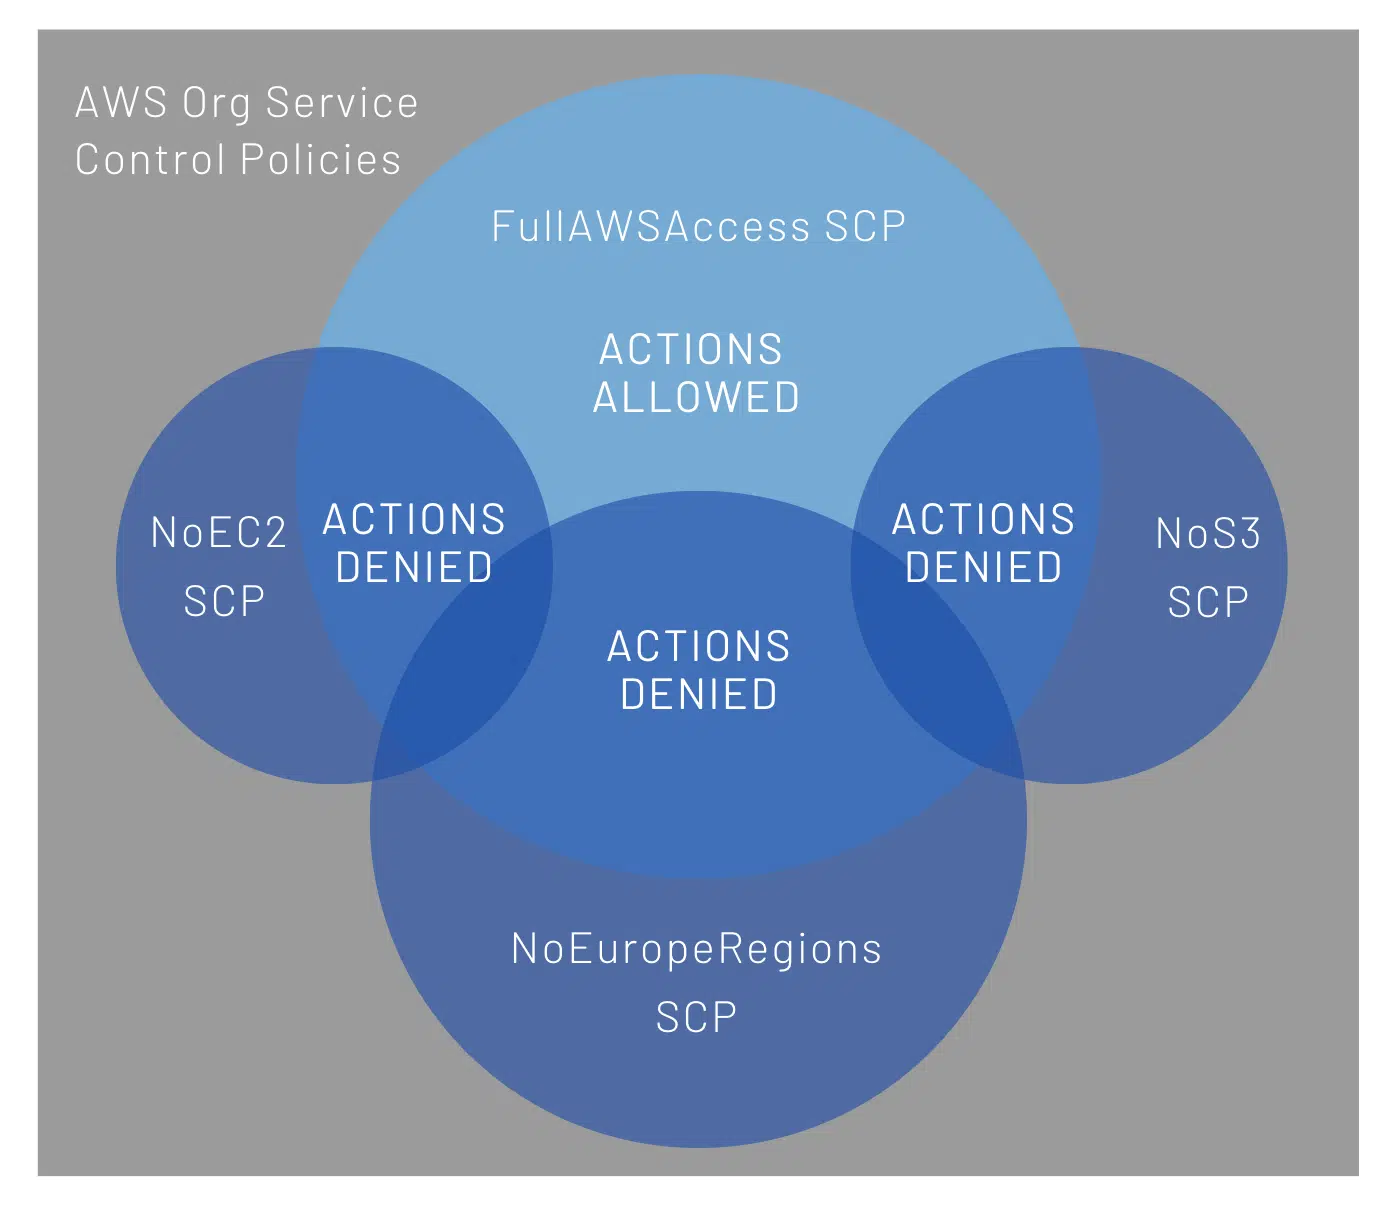 AWS Org Service
Control Policies
FullAWSAccess SCP
ACTIONS
ALLOWED
NoEC2
SCP
ACTIONS
DENIED
ACTIONS
DENIED
NoS3
SCP
ACTIONS
DENIED
NoEuropeRegions
SCP